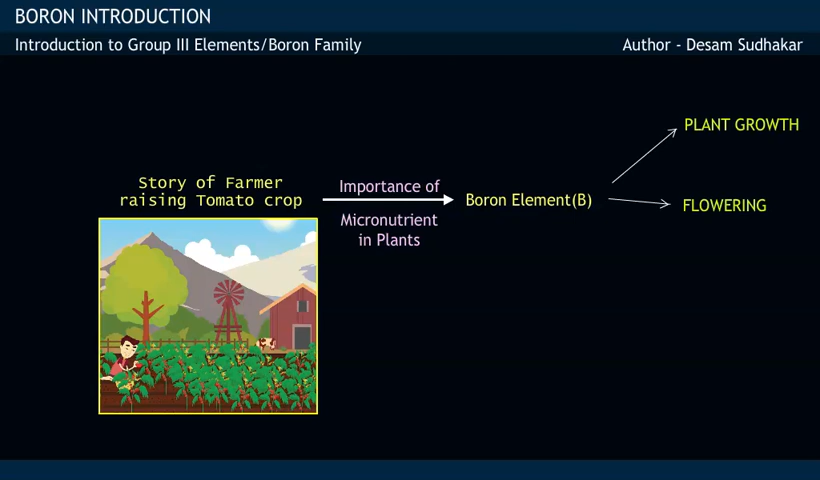 BORON INTRODUCTION
Introduction to Group III Elements/Boron Family
Author - Desam Sudhakar
Story of Farmer
raising Tomato crop
Importance of
Micronutrient
in Plants
Boron Element(B)
PLANT GROWTH
FLOWERING